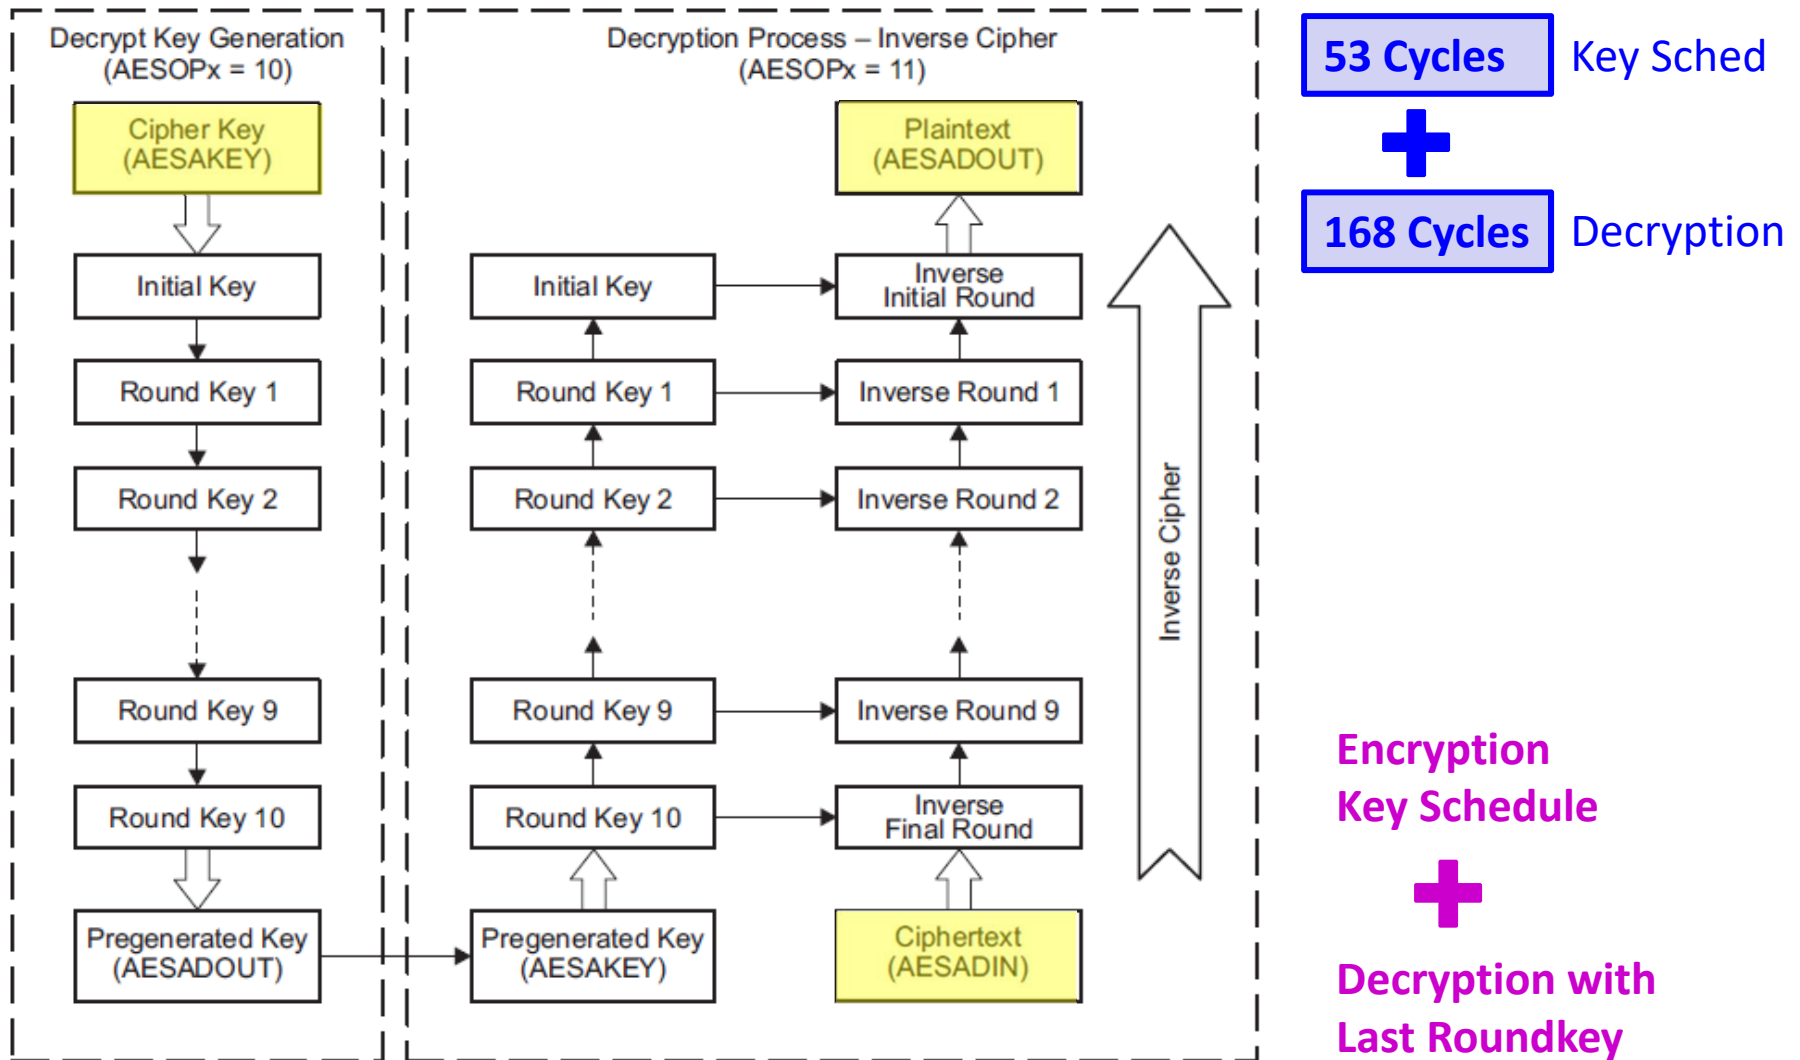 Decrypt Key Generation
(AESOPx = 10)
Cipher Key
(AESAKEY)
Initial Key
Round Key 1
Round Key 2
Round Key 9
Round Key 10
Pregenerated Key
(AESADOUT)
Decryption Process – Inverse Cipher
(AESOPx = 11)
Plaintext
(AESADOUT)
Initial Key
Inverse
Initial Round
Round Key 1
Inverse Round 1
Round Key 2
Inverse Round 2
Round Key 9
Inverse Round 9
Round Key 10
Inverse
Final Round
Pregenerated Key
(AESAKEY)
Ciphertext
(AESADIN)
Inverse Cipher
53 Cycles Key Sched
168 Cycles Decryption
Encryption
Key Schedule
Decryption with
Last Roundkey